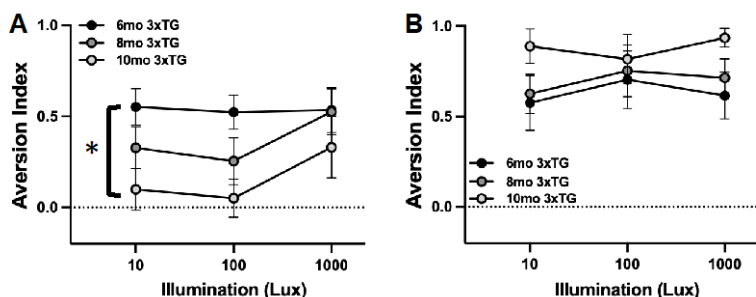 A
6mo 3xTG
8mo 3xTG
10mo 3xTG
Aversion Index
1.0
0.5
0.0
*
10
100
1000
Illumination (Lux)
B
Aversion Index
1.0
0.5
0.0
6mo 3xTG
8mo 3xTG
10mo 3xTG
10
100
1000
Illumination (Lux)